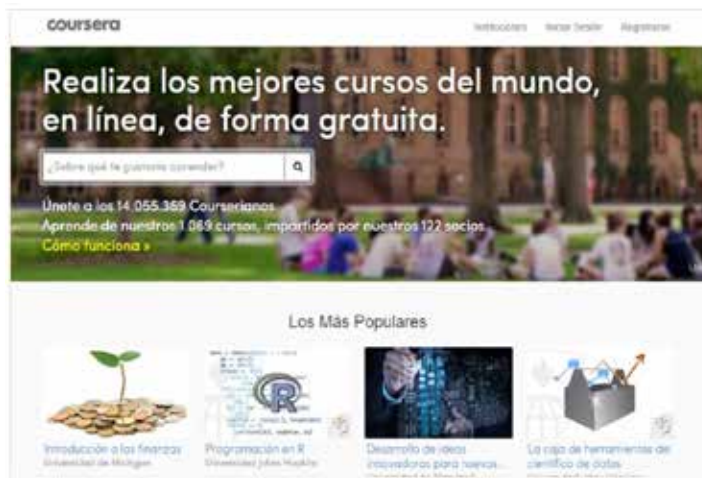 coursera
Instituciones Iniciar Sesión Registrarse
Realiza los mejores cursos del mundo,
en línea, de forma gratuita.
¿Sobre qué te gustaría aprender?
Únete a los 14.055.359 Courserianos
Aprende de nuestros 1.069 cursos, impartidos por nuestros 122 socios
Cómo funciona »
Los Más Populares
Introducción a las finanzas
Universidad de Michigan
R
Programación en R
Universidad Johns Hopkins
Desarrollo de ideas
innovadoras para nuevas...
La caja de herramientas del
científico de datos